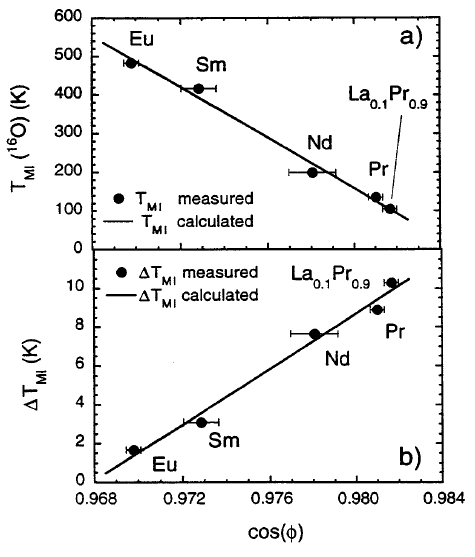 600
500
400
300
200
100
0
T_MI (¹⁶O) (K)
a)
Eu
Sm
La₀.₁Pr₀.₉
Nd
Pr
T_MI measured
T_MI calculated
ΔT_MI measured
ΔT_MI calculated
La₀.₁Pr₀.₉
10
8
6
4
2
0
ΔT_MI (K)
Pr
Nd
Sm
Eu
b)
0.968 0.972 0.976 0.980 0.984
cos(ϕ)